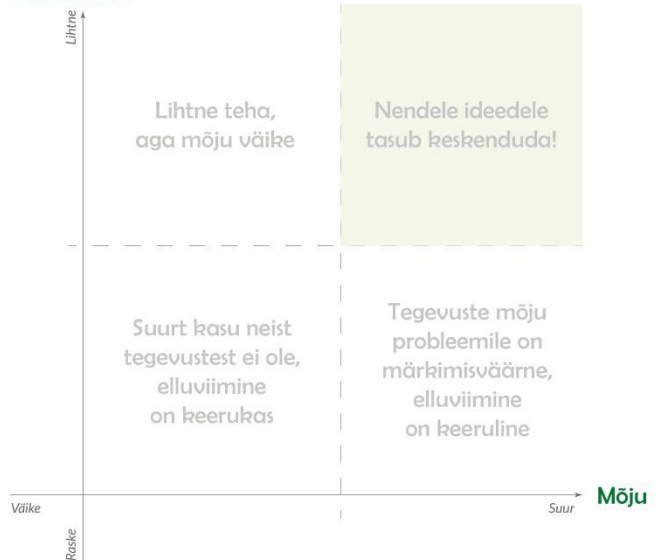 Lihtne
Lihtne teha,
aga mõju väike
Nendele ideedele
tasub keskenduda!
Suurt kasu neist
tegevustest ei ole,
elluviimine
on keerukas
Tegevuste mõju
probleemile on
märkimisväärne,
elluviimine
on keeruline
Väike
Suur
Mõju
Raske